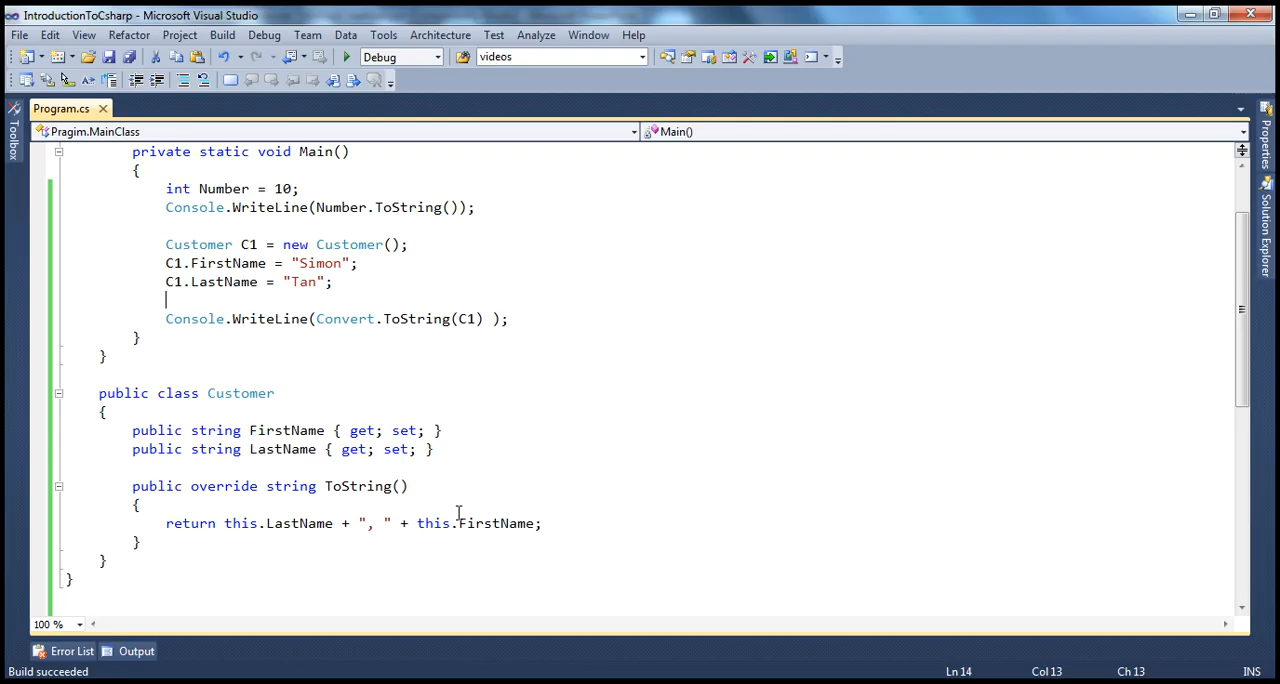 IntroductionToCsharp - Microsoft Visual Studio
File Edit View Refactor Project Build Debug Team Data Tools Architecture Test Analyze Window Help
Debug videos
Program.cs
Pragim.MainClass Main()
Toolbox
Properties
Solution Explorer
private static void Main()
{
int Number = 10;
Console.WriteLine(Number.ToString());
Customer C1 = new Customer();
C1.FirstName = "Simon";
C1.LastName = "Tan";
Console.WriteLine(Convert.ToString(C1) );
}
}
public class Customer
{
public string FirstName { get; set; }
public string LastName { get; set; }
public override string ToString()
{
return this.LastName + ", " + this.FirstName;
}
}
}
100 %
Error List Output
Build succeeded Ln 14 Col 13 Ch 13 INS